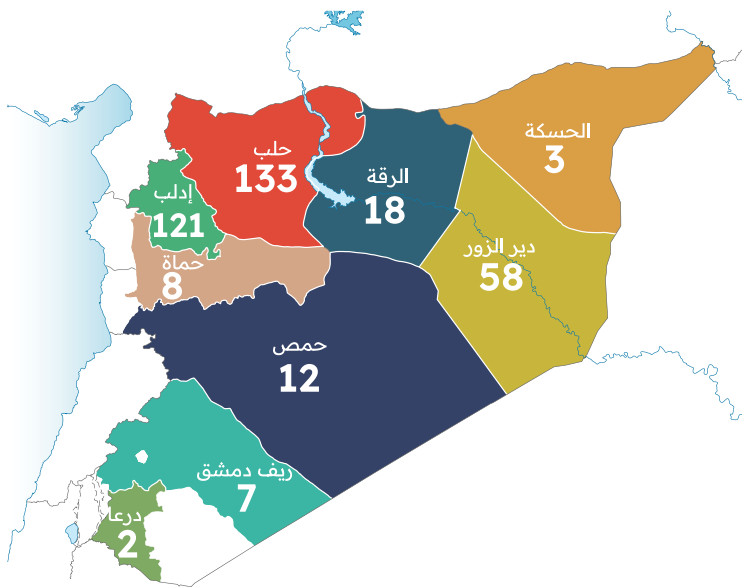 الحسكة
3
حلب
133
الرقة
18
إدلب
121
دير الزور
58
حماة
8
حمص
12
ريف دمشق
7
درعا
2